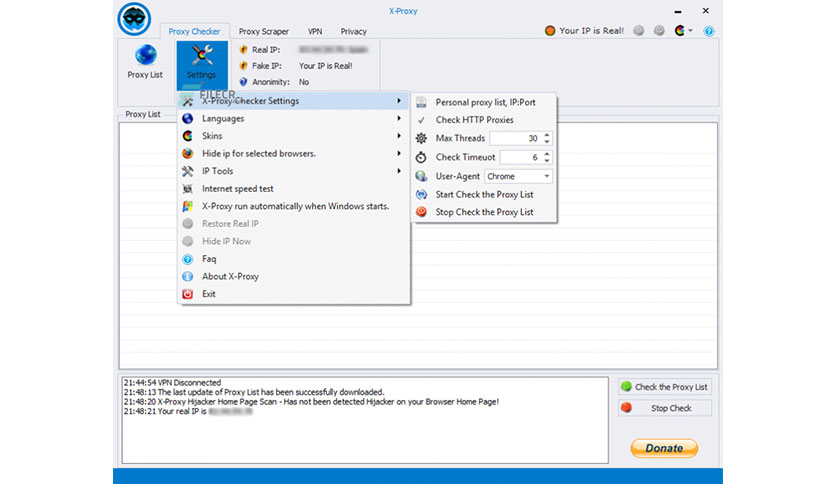 X-Proxy
Proxy Checker
Proxy Scraper
VPN
Privacy
Your IP is Real!
Proxy List
Settings
Real IP:
Fake IP: Your IP is Real!
Anonimity: No
FILECR
X-Proxy Checker Settings
Languages
Skins
Hide ip for selected browsers.
IP Tools
Internet speed test
X-Proxy run automatically when Windows starts.
Restore Real IP
Hide IP Now
Faq
About X-Proxy
Exit
Personal proxy list, IP:Port
Check HTTP Proxies
Max Threads 30
Check Timeuot 6
User-Agent Chrome
Start Check the Proxy List
Stop Check the Proxy List
Proxy List
21:44:54 VPN Disconnected
21:48:13 The last update of Proxy List has been successfully downloaded.
21:48:20 X-Proxy Hijacker Home Page Scan - Has not been detected Hijacker on your Browser Home Page!
21:48:21 Your real IP is
Check the Proxy List
Stop Check
Donate